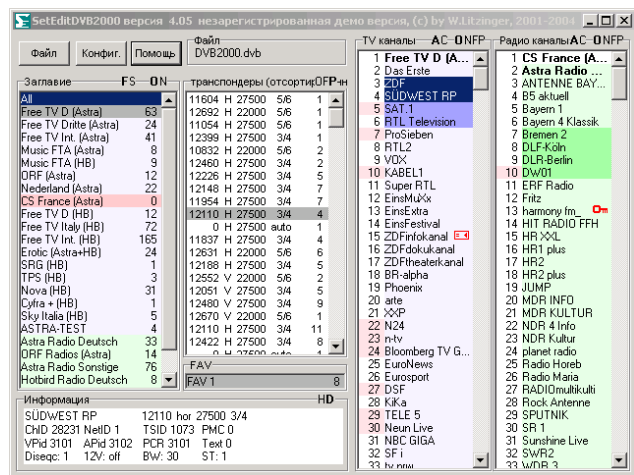 SetEditDVB2000 версия 4.05 незарегистрированная демо версия, (c) by W.Litzinger, 2001-2004
Файл Конфиг. Помощь
Файл
DVB2000.dvb
Заглавие FS ON
All
Free TV D (Astra) 63
Free TV Dritte (Astra) 24
Free TV Int. (Astra) 41
Music FTA (Astra) 8
Music FTA (HB) 9
ORF (Astra) 12
Nederland (Astra) 22
CS France (Astra) 0
Free TV D (HB) 12
Free TV Italy (HB) 72
Free TV Int. (HB) 165
Erotic (Astra+HB) 24
SRG (HB) 1
TPS (HB) 3
Nova (HB) 31
Cyfra + (HB) 1
Sky Italia (HB) 5
ASTRA-TEST 4
Astra Radio Deutsch 33
ORF Radios (Astra) 14
Astra Radio Sonstige 76
Hotbird Radio Deutsch 8
транспондеры (отсортир
11604 H 27500 5/6 1
12692 H 22000 5/6 1
11054 H 27500 5/6 1
12399 H 27500 3/4 1
10832 H 22000 5/6 2
12460 H 27500 3/4 2
12226 H 27500 3/4 5
12148 H 27500 3/4 7
11954 H 27500 3/4 7
12110 H 27500 3/4 4
0 H 27500 auto 1
11837 H 27500 3/4 4
12631 H 22000 5/6 6
12188 H 27500 3/4 5
12552 V 22000 5/6 2
12051 V 27500 3/4 5
12480 V 27500 3/4 9
12670 V 22000 5/6 1
12110 H 27500 3/4 11
12422 H 27500 3/4 8
0 H 27500 auto 1
FAV
FAV 1 8
Информация HD-
SÜDWEST RP 12110 hor 27500 3/4
ChID 28231 NetID 1 TSID 1073 PMC 0
VPid 3101 APid 3102 PCR 3101 Text 0
Diseqc: 1 12V: off BW: 30 ST: 1
TV каналы AC-ONFP
1 Free TV D (A...
2 Das Erste
3 ZDF
4 SÜDWEST RP
5 SAT.1
6 RTL Television
7 ProSieben
8 RTL2
9 VOX
10 KABEL1
11 Super RTL
12 EinsMuXx
13 EinsExtra
14 EinsFestival
15 ZDFinfokanal
16 ZDFdokukanal
17 ZDFtheaterkanal
18 BR-alpha
19 Phoenix
20 arte
21 XXP
22 N24
23 n-tv
24 Bloomberg TV G...
25 EuroNews
26 Eurosport
27 DSF
28 KiKa
29 TELE 5
30 Neun Live
31 NBC GIGA
32 SF i
33 tv.nrw
Радио каналы AC-ONFP
1 CS France (A...
2 Astra Radio ...
3 ANTENNE BAY...
4 B5 aktuell
5 Bayern 1
6 Bayern 4 Klassik
7 Bremen 2
8 DLF-Köln
9 DLR-Berlin
10 DW01
11 ERF Radio
12 Fritz
13 harmony fm_
14 HIT RADIO FFH
15 HR XXL
16 HR1 plus
17 HR2
18 HR2 plus
19 JUMP
20 MDR INFO
21 MDR KULTUR
22 NDR 4 Info
23 NDR Kultur
24 planet radio
25 Radio Horeb
26 Radio Maria
27 RADIOmultikulti
28 Rock Antenne
29 SPUTNIK
30 SR 1
31 Sunshine Live
32 SWR2
33 WDR 3